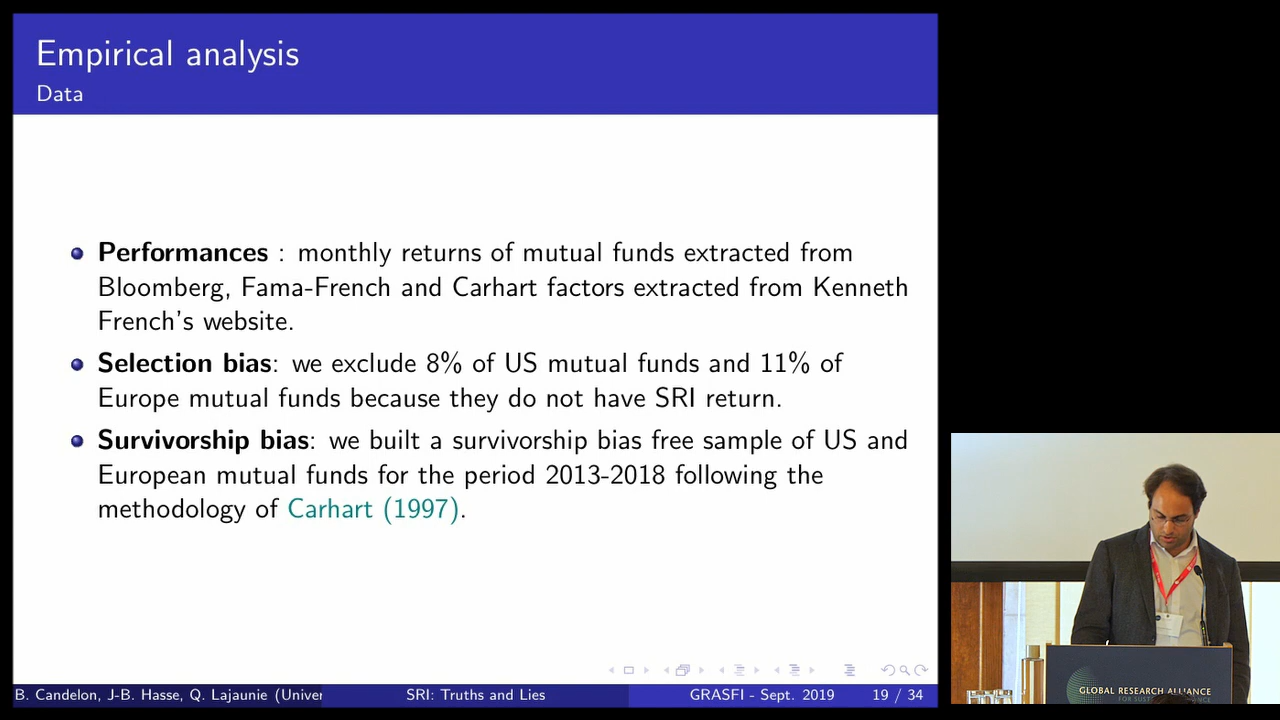 Empirical analysis
Data
Performances : monthly returns of mutual funds extracted from
Bloomberg, Fama-French and Carhart factors extracted from Kenneth
French's website.
Selection bias: we exclude 8% of US mutual funds and 11% of
Europe mutual funds because they do not have SRI return.
Survivorship bias: we built a survivorship bias free sample of US and
European mutual funds for the period 2013-2018 following the
methodology of Carhart (1997).
B. Candelon, J-B. Hasse, Q. Lajaunie (Univer SRI: Truths and Lies GRASFI - Sept. 2019 19 / 34
GLOBAL RESEARCH ALLIANCE